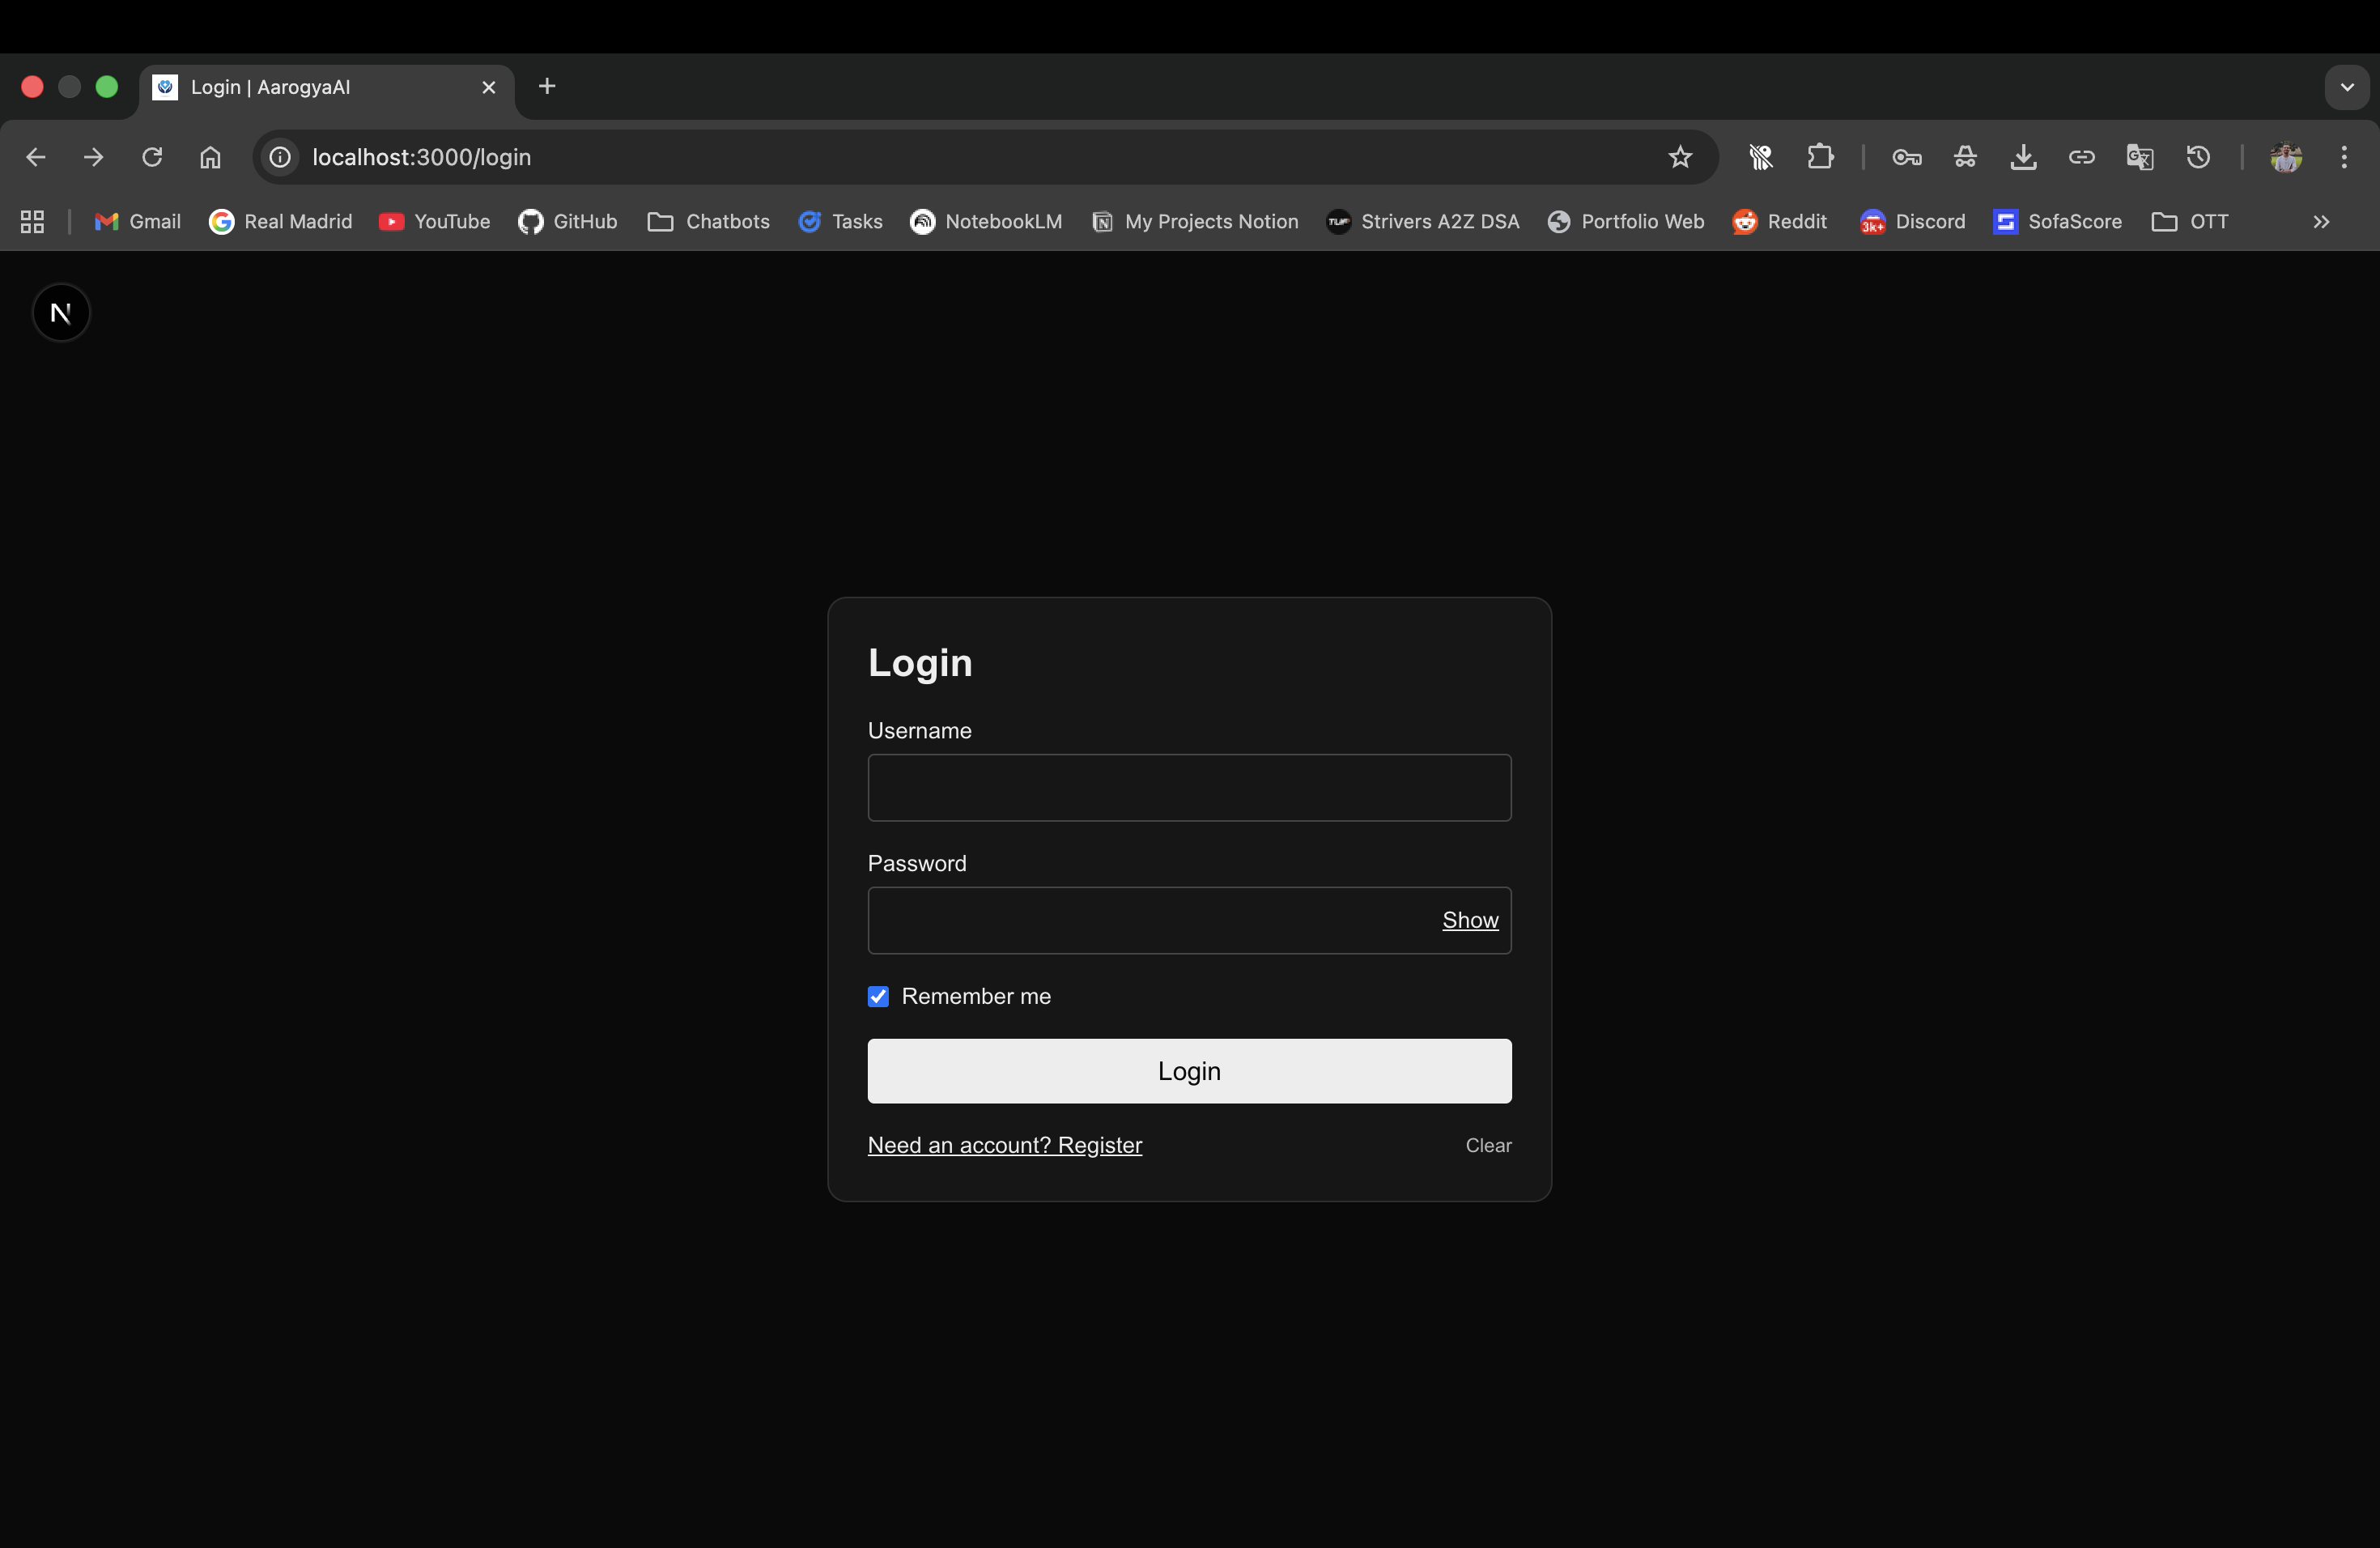 Login | AarogyaAI
localhost:3000/login
Gmail Real Madrid YouTube GitHub Chatbots Tasks NotebookLM My Projects Notion Strivers A2Z DSA Portfolio Web Reddit 3k+ Discord SofaScore OTT
N
Login
Username
Password
Show
Remember me
Login
Need an account? Register Clear